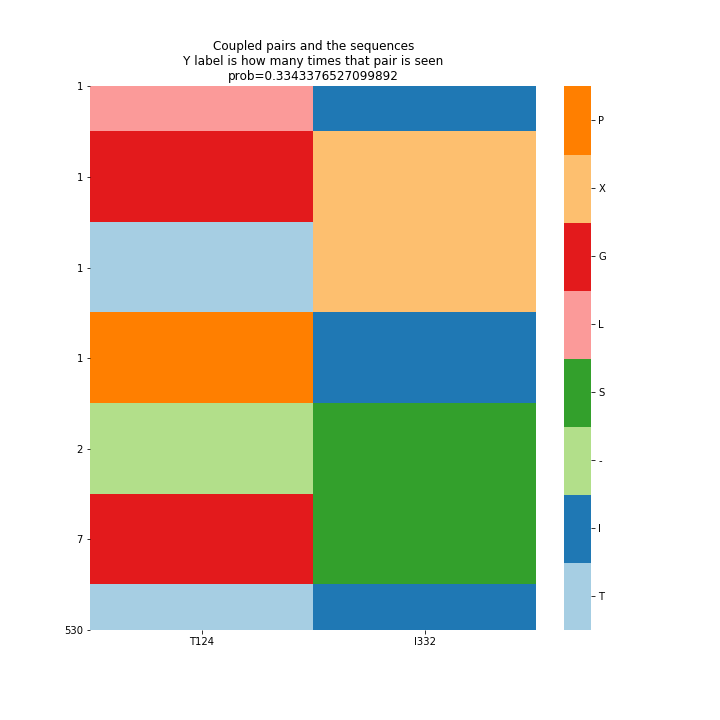 Coupled pairs and the sequences
Y label is how many times that pair is seen
prob=0.3343376527099892
1
1
1
1
2
7
530
T124
I332
P
X
G
L
S
-
I
T